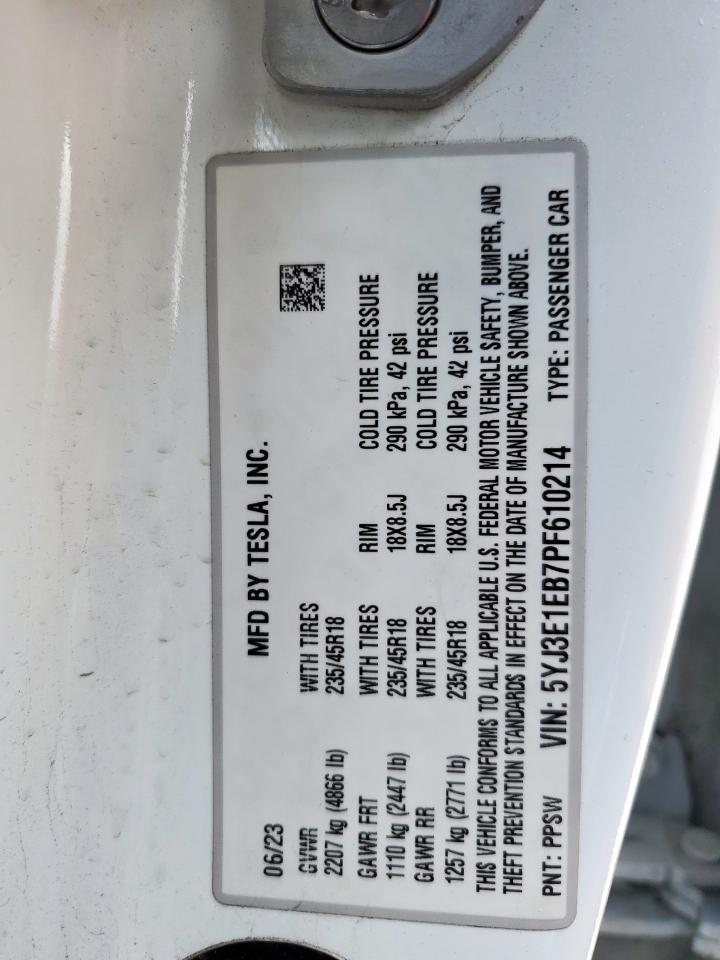 MFD BY TESLA, INC.
06/23
GVWR WITH TIRES
2207 kg (4866 lb) 235/45R18
GAWR FRT WITH TIRES RIM COLD TIRE PRESSURE
1110 kg (2447 lb) 235/45R18 18X8.5J 290 kPa, 42 psi
GAWR RR WITH TIRES RIM COLD TIRE PRESSURE
1257 kg (2771 lb) 235/45R18 18X8.5J 290 kPa, 42 psi
THIS VEHICLE CONFORMS TO ALL APPLICABLE U.S. FEDERAL MOTOR VEHICLE SAFETY, BUMPER, AND
THEFT PREVENTION STANDARDS IN EFFECT ON THE DATE OF MANUFACTURE SHOWN ABOVE.
PNT: PPSW VIN: 5YJ3E1EB7PF610214 TYPE: PASSENGER CAR